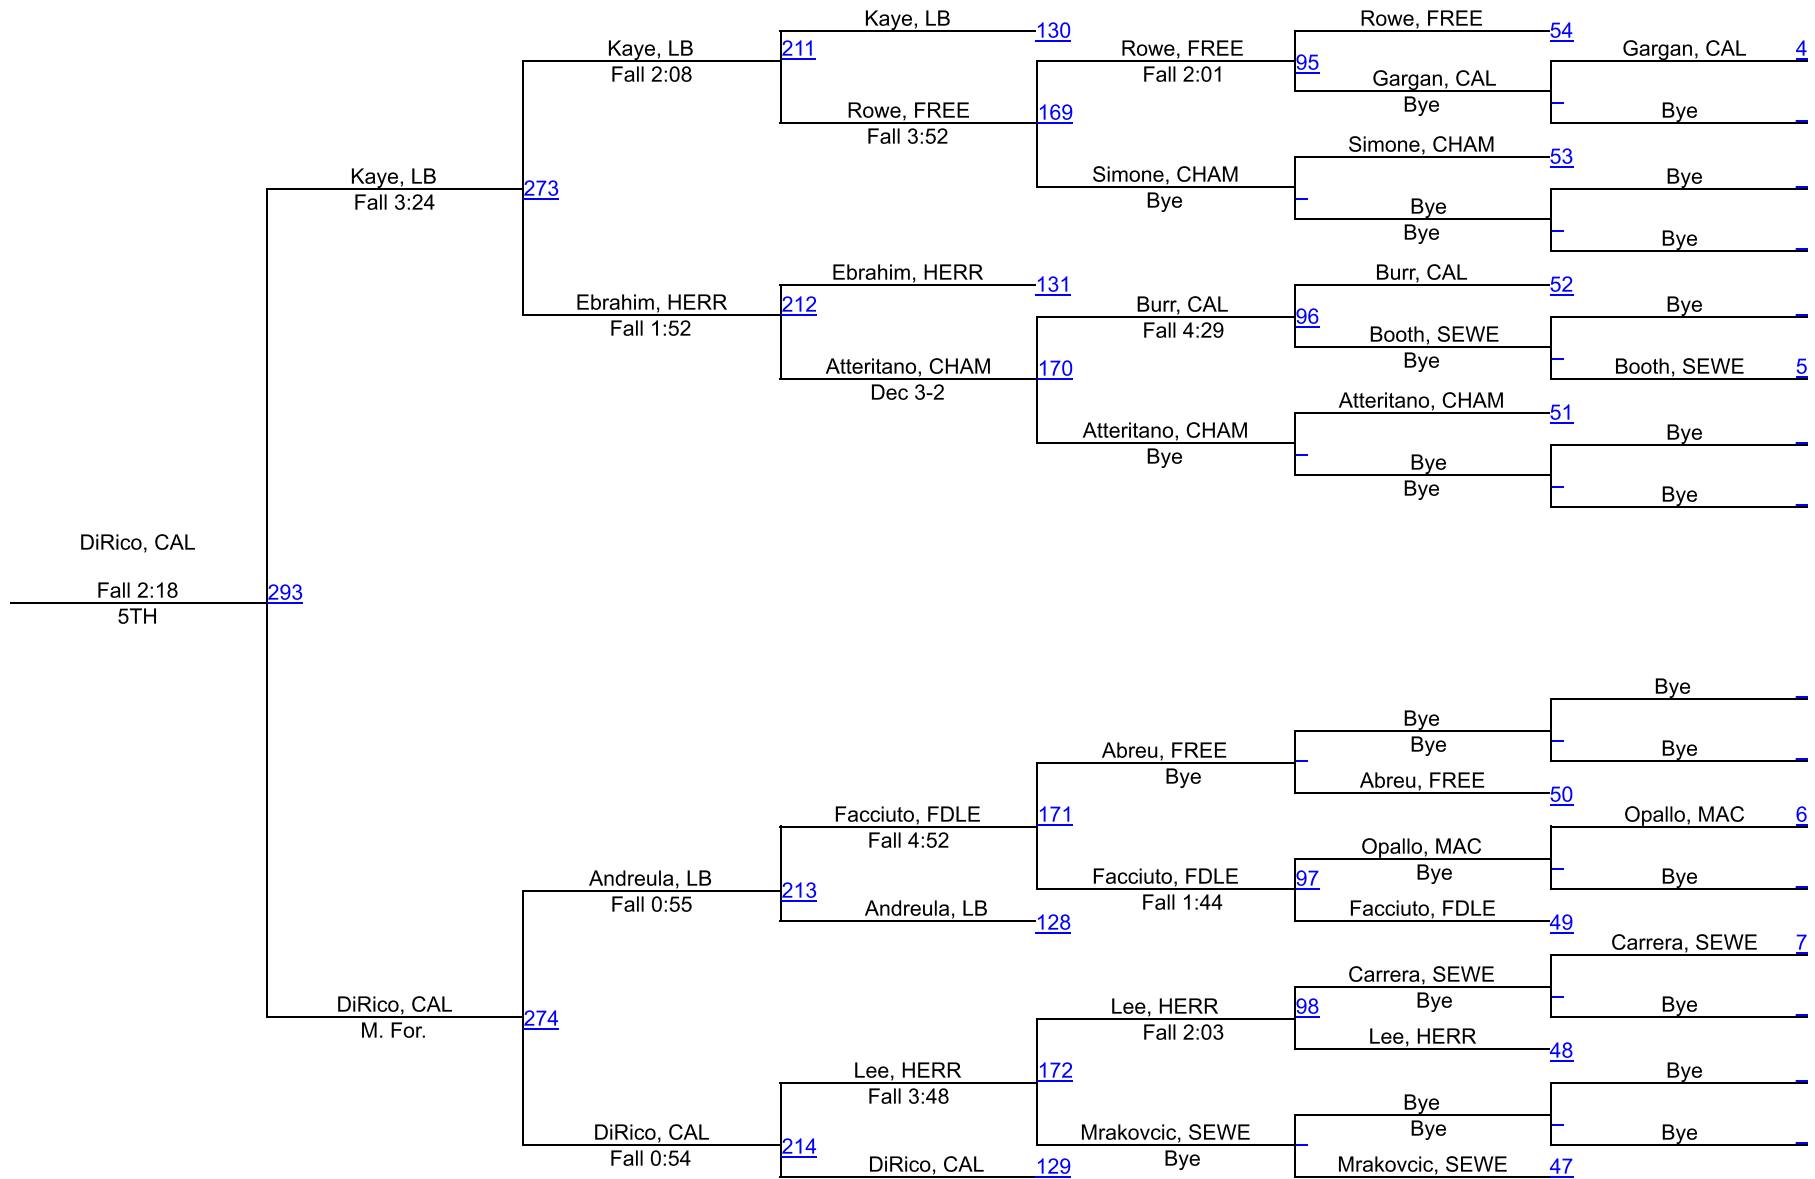 Kaye, LB
130
Rowe, FREE
54
Kaye, LB
211
Rowe, FREE
Gargan, CAL
4
Fall 2:08
Fall 2:01
95
Gargan, CAL
Bye
Rowe, FREE
169
Bye
Fall 3:52
Simone, CHAM
53
Kaye, LB
273
Simone, CHAM
Bye
Fall 3:24
Bye
Bye
Bye
Bye
Ebrahim, HERR
131
Burr, CAL
52
Ebrahim, HERR
212
Burr, CAL
96
Bye
Fall 1:52
Fall 4:29
Booth, SEWE
Bye
Atteritano, CHAM
170
Booth, SEWE
5
Dec 3-2
Atteritano, CHAM
51
Atteritano, CHAM
Bye
Bye
Bye
Bye
Bye
DiRico, CAL
Fall 2:18
293
5TH
Bye
Bye
Abreu, FREE
Bye
Bye
Bye
Abreu, FREE
50
Facciuto, FDLE
171
Opallo, MAC
6
Fall 4:52
Opallo, MAC
Bye
Andreula, LB
213
Facciuto, FDLE
97
Bye
Fall 0:55
Fall 1:44
Andreula, LB
128
Facciuto, FDLE
49
Carrera, SEWE
7
Carrera, SEWE
Bye
DiRico, CAL
274
Lee, HERR
98
Bye
M. For.
Fall 2:03
Lee, HERR
48
Lee, HERR
172
Bye
Fall 3:48
Bye
Bye
DiRico, CAL
214
Mrakovcic, SEWE
Bye
Fall 0:54
Bye
DiRico, CAL
129
Mrakovcic, SEWE
47